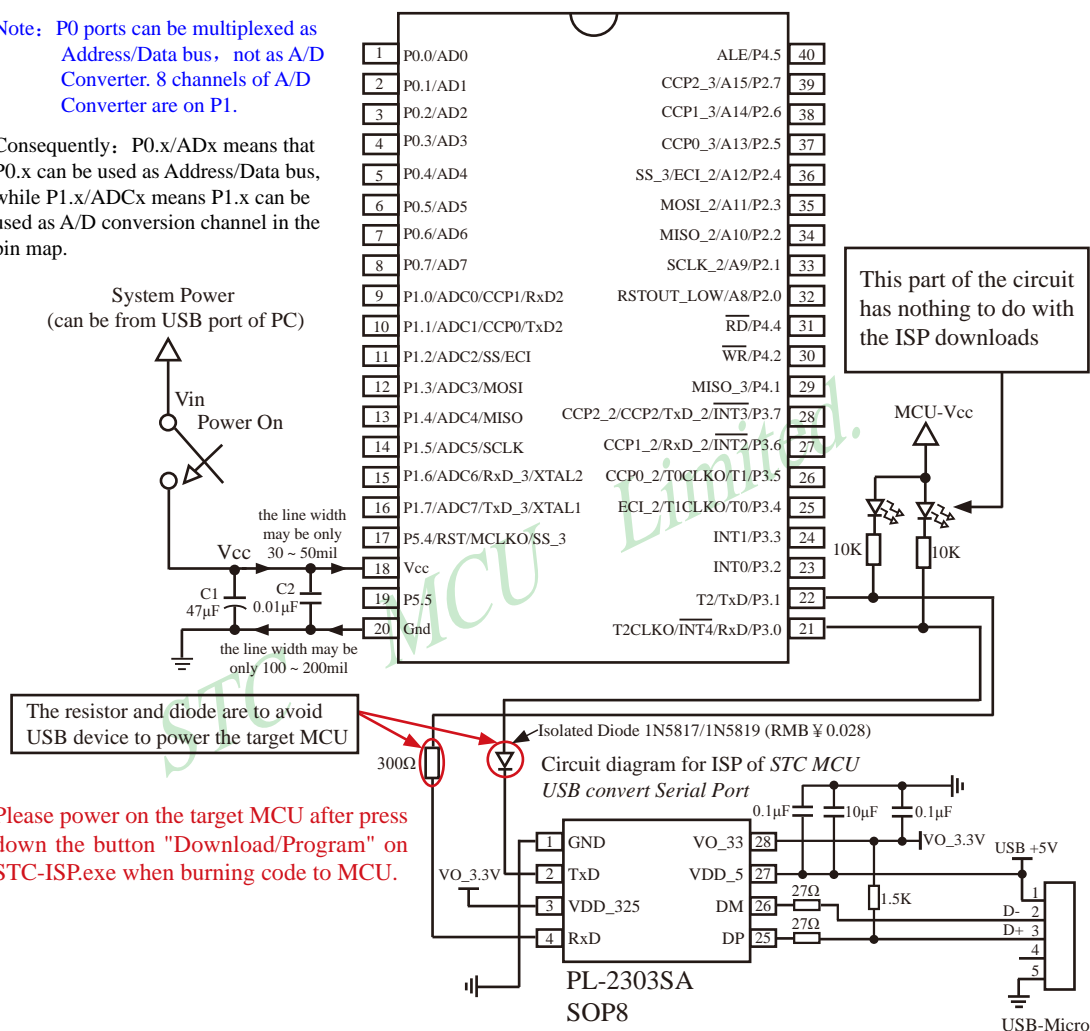 Note：P0 ports can be multiplexed as
Address/Data bus，not as A/D
Converter. 8 channels of A/D
Converter are on P1.
Consequently：P0.x/ADx means that
P0.x can be used as Address/Data bus,
while P1.x/ADCx means P1.x can be
used as A/D conversion channel in the
pin map.
System Power
(can be from USB port of PC)
Vin
Power On
the line width
may be only
30 ~ 50mil
Vcc
C1
47μF
C2
0.01μF
the line width may be
only 100 ~ 200mil
1 P0.0/AD0
2 P0.1/AD1
3 P0.2/AD2
4 P0.3/AD3
5 P0.4/AD4
6 P0.5/AD5
7 P0.6/AD6
8 P0.7/AD7
9 P1.0/ADC0/CCP1/RxD2
10 P1.1/ADC1/CCP0/TxD2
11 P1.2/ADC2/SS/ECI
12 P1.3/ADC3/MOSI
13 P1.4/ADC4/MISO
14 P1.5/ADC5/SCLK
15 P1.6/ADC6/RxD_3/XTAL2
16 P1.7/ADC7/TxD_3/XTAL1
17 P5.4/RST/MCLKO/SS_3
18 Vcc
19 P5.5
20 Gnd
ALE/P4.5 40
CCP2_3/A15/P2.7 39
CCP1_3/A14/P2.6 38
CCP0_3/A13/P2.5 37
SS_3/ECI_2/A12/P2.4 36
MOSI_2/A11/P2.3 35
MISO_2/A10/P2.2 34
SCLK_2/A9/P2.1 33
RSTOUT_LOW/A8/P2.0 32
RD/P4.4 31
WR/P4.2 30
MISO_3/P4.1 29
CCP2_2/CCP2/TxD_2/INT3/P3.7 28
CCP1_2/RxD_2/INT2/P3.6 27
CCP0_2/T0CLKO/T1/P3.5 26
ECI_2/T1CLKO/T0/P3.4 25
INT1/P3.3 24
INT0/P3.2 23
T2/TxD/P3.1 22
T2CLKO/INT4/RxD/P3.0 21
STC MCU Limited.
This part of the circuit
has nothing to do with
the ISP downloads
MCU-Vcc
10K
10K
The resistor and diode are to avoid
USB device to power the target MCU
300Ω
Isolated Diode 1N5817/1N5819 (RMB￥0.028)
Circuit diagram for ISP of STC MCU
USB convert Serial Port
Please power on the target MCU after press
down the button "Download/Program" on
STC-ISP.exe when burning code to MCU.
0.1μF
10μF
0.1μF
VO_3.3V
VO_3.3V
USB +5V
1 GND
2 TxD
3 VDD_325
4 RxD
VO_33 28
VDD_5 27
DM 26
DP 25
27Ω
27Ω
1.5K
1
D- 2
D+ 3
4
5
PL-2303SA
SOP8
USB-Micro